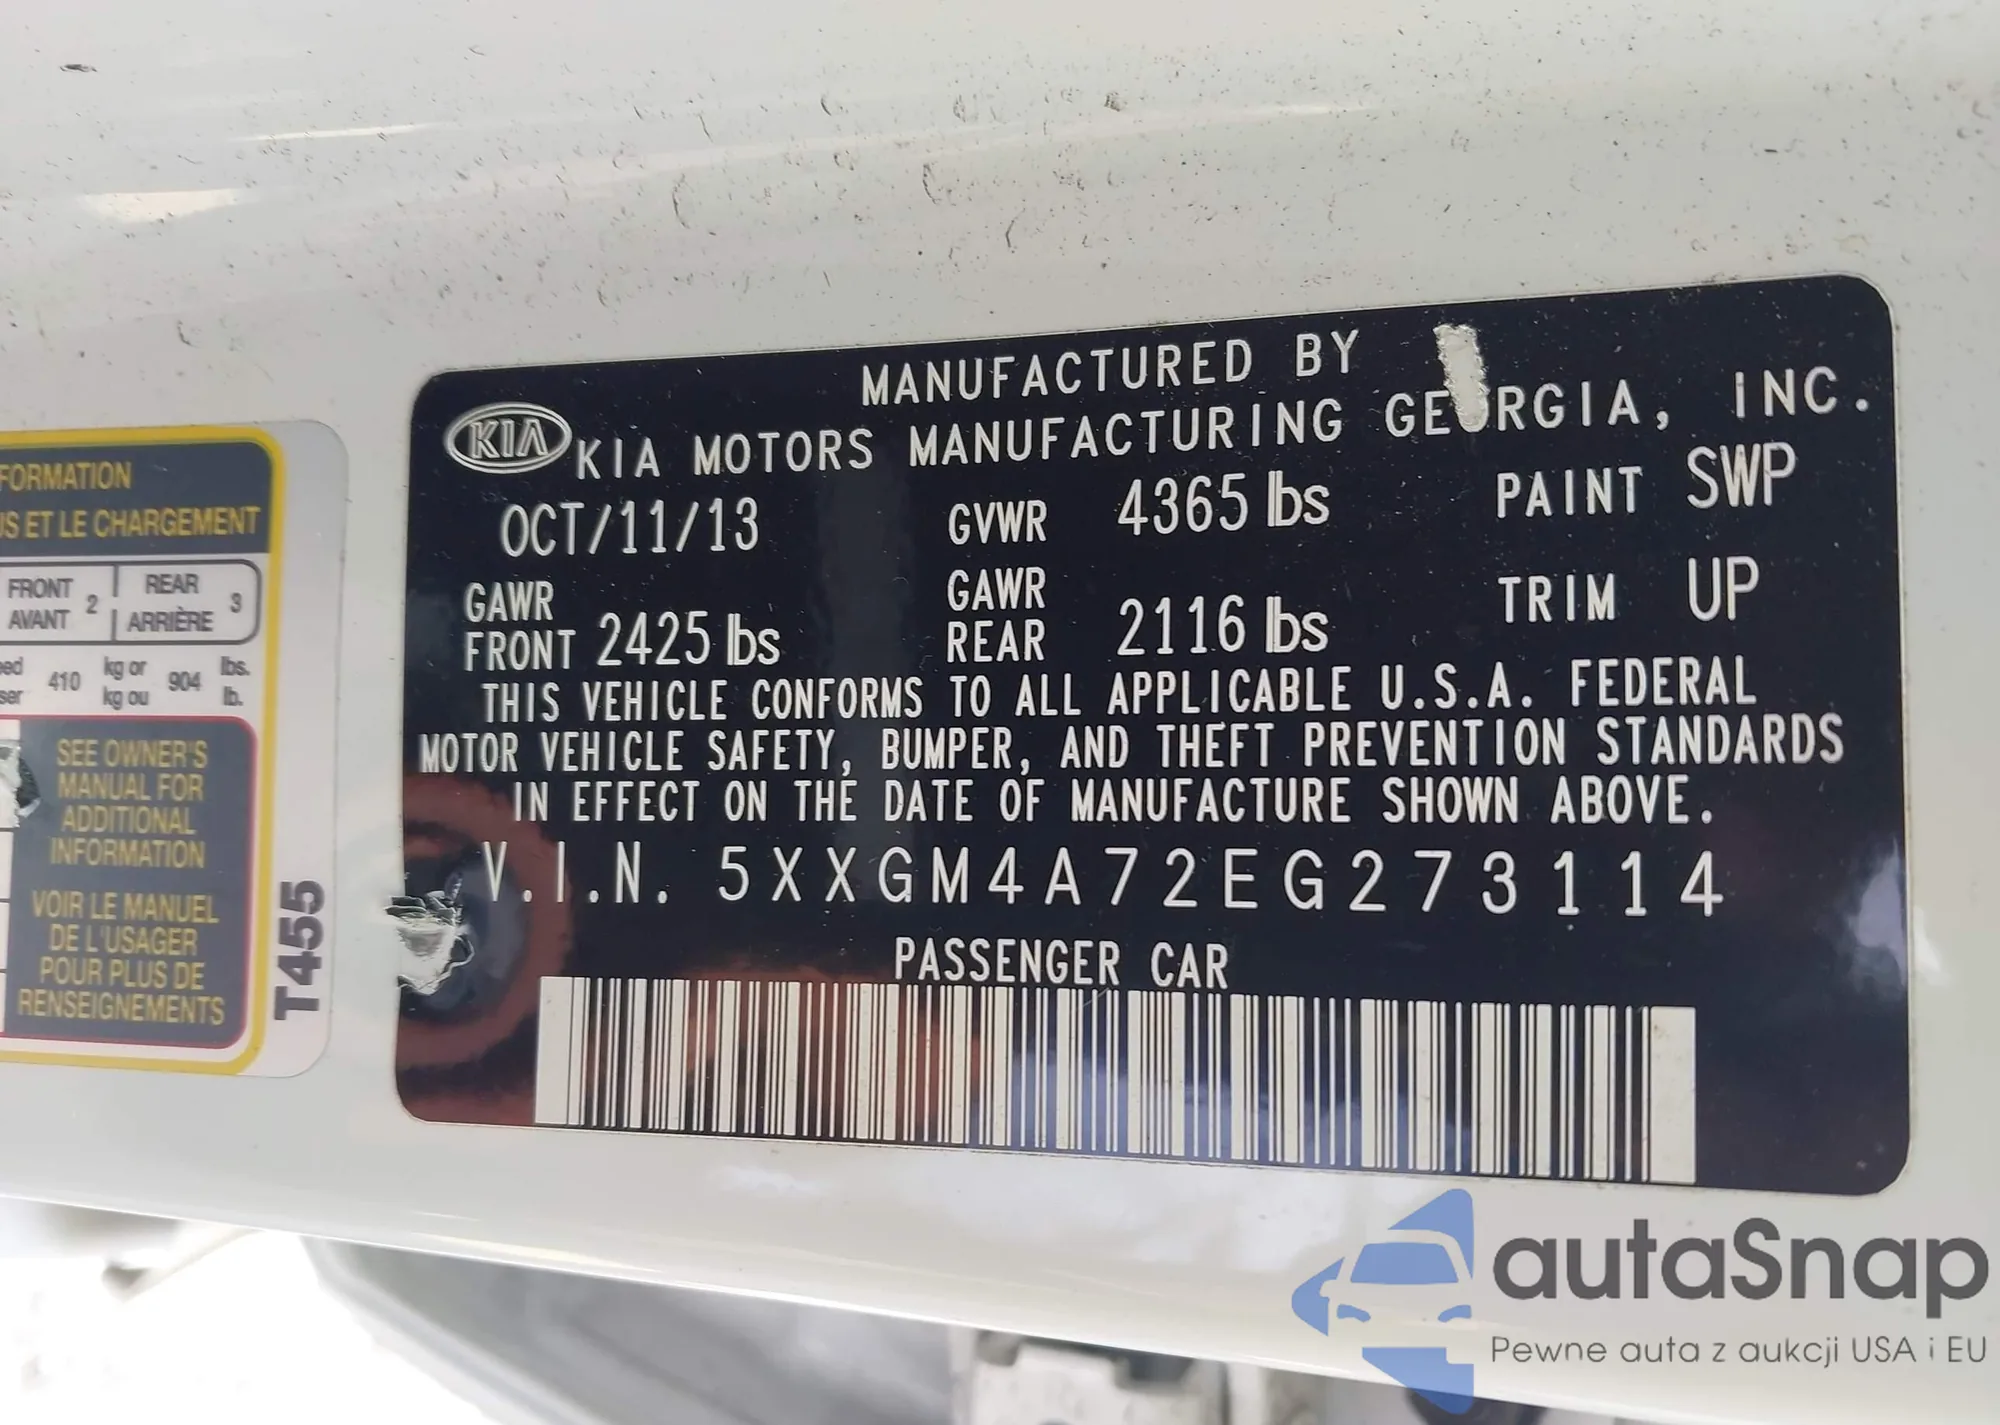 FORMATION
US ET LE CHARGEMENT
FRONT 2 REAR 3
AVANT ARRIÈRE
410 kg or 904 lbs.
kg ou lb.
SEE OWNER'S
MANUAL FOR
ADDITIONAL
INFORMATION
VOIR LE MANUEL
DE L'USAGER
POUR PLUS DE
RENSEIGNEMENTS
T455
MANUFACTURED BY
KIA KIA MOTORS MANUFACTURING GEORGIA, INC.
OCT/11/13 GVWR 4365 lbs PAINT SWP
GAWR FRONT 2425 lbs GAWR REAR 2116 lbs TRIM UP
THIS VEHICLE CONFORMS TO ALL APPLICABLE U.S.A. FEDERAL
MOTOR VEHICLE SAFETY, BUMPER, AND THEFT PREVENTION STANDARDS
IN EFFECT ON THE DATE OF MANUFACTURE SHOWN ABOVE.
V.I.N. 5XXGM4A72EG273114
PASSENGER CAR
autaSnap
Pewne auta z aukcji USA i EU